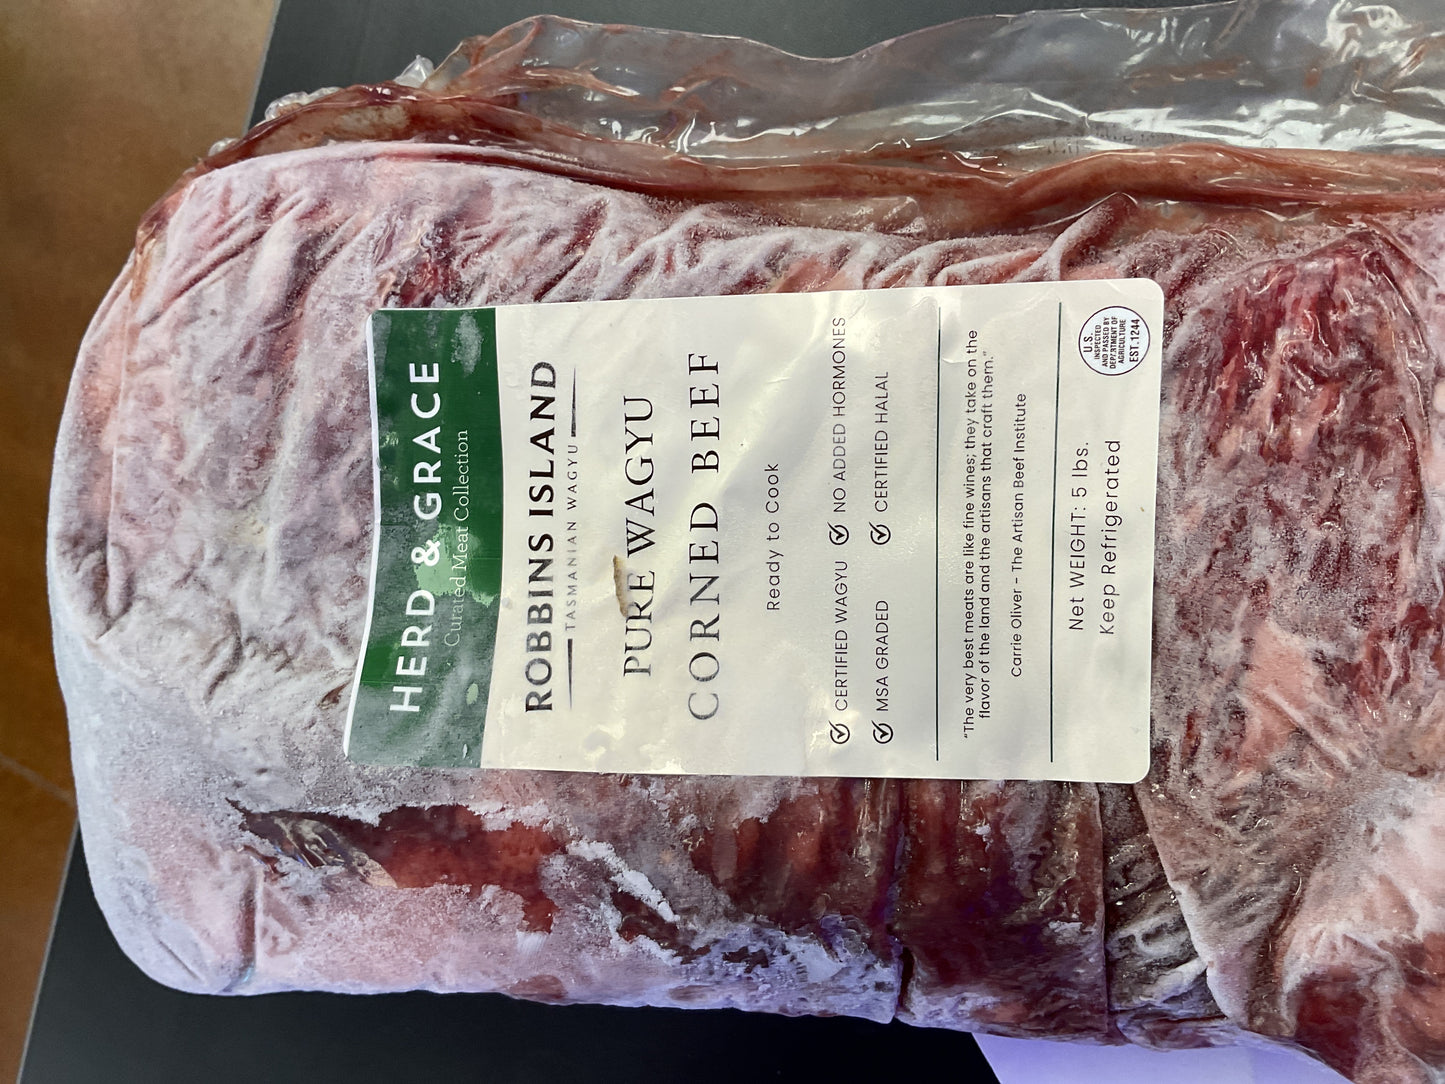 HERD & GRACE
Curated Meat Collection
ROBBINS ISLAND
TASMANIAN WAGYU
PURE WAGYU
CORNED BEEF
Ready to Cook
CERTIFIED WAGYU NO ADDED HORMONES
MSA GRADED CERTIFIED HALAL
“The very best meats are like fine wines; they take on the
flavor of the land and the artisans that craft them.”
Carrie Oliver – The Artisan Beef Institute
Net WEIGHT: 5 lbs.
Keep Refrigerated
U.S.
INSPECTED
AND PASSED BY
DEPARTMENT OF
AGRICULTURE
EST.1244